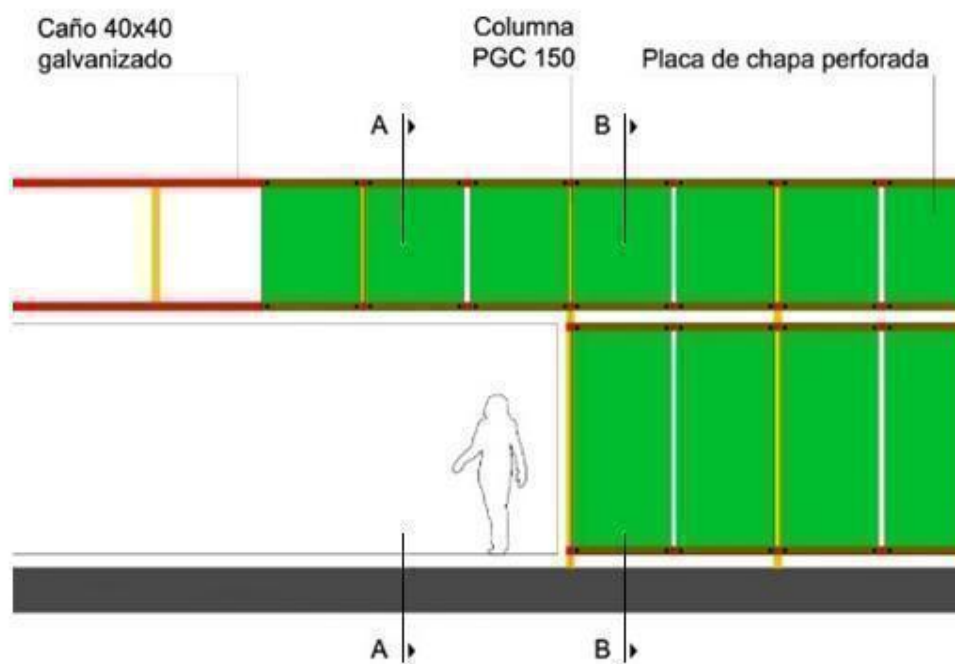 Caño 40x40
galvanizado
Columna
PGC 150
Placa de chapa perforada
A
B
A
B